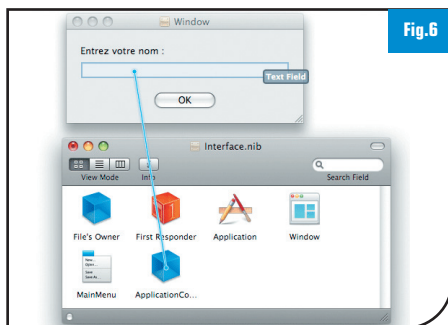 Fig.6
Window
Entrez votre nom :
Text Field
OK
Interface.nib
View Mode
Info
Search Field
File's Owner
First Responder
Application
Window
MainMenu
ApplicationCo...